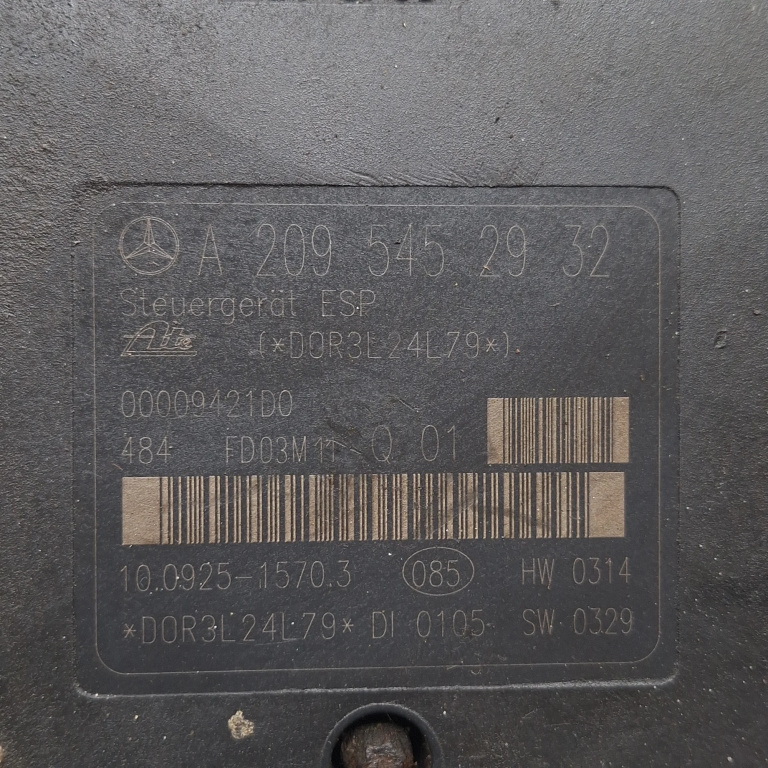 A 209 545 29 32
Steuergerät ESP
Ate (*D0R3L24L79*)
00009421D0
484 FD03M11 Q 01
10.0925-1570.3 085 HW 0314
*D0R3L24L79* DI 0105 SW 0329